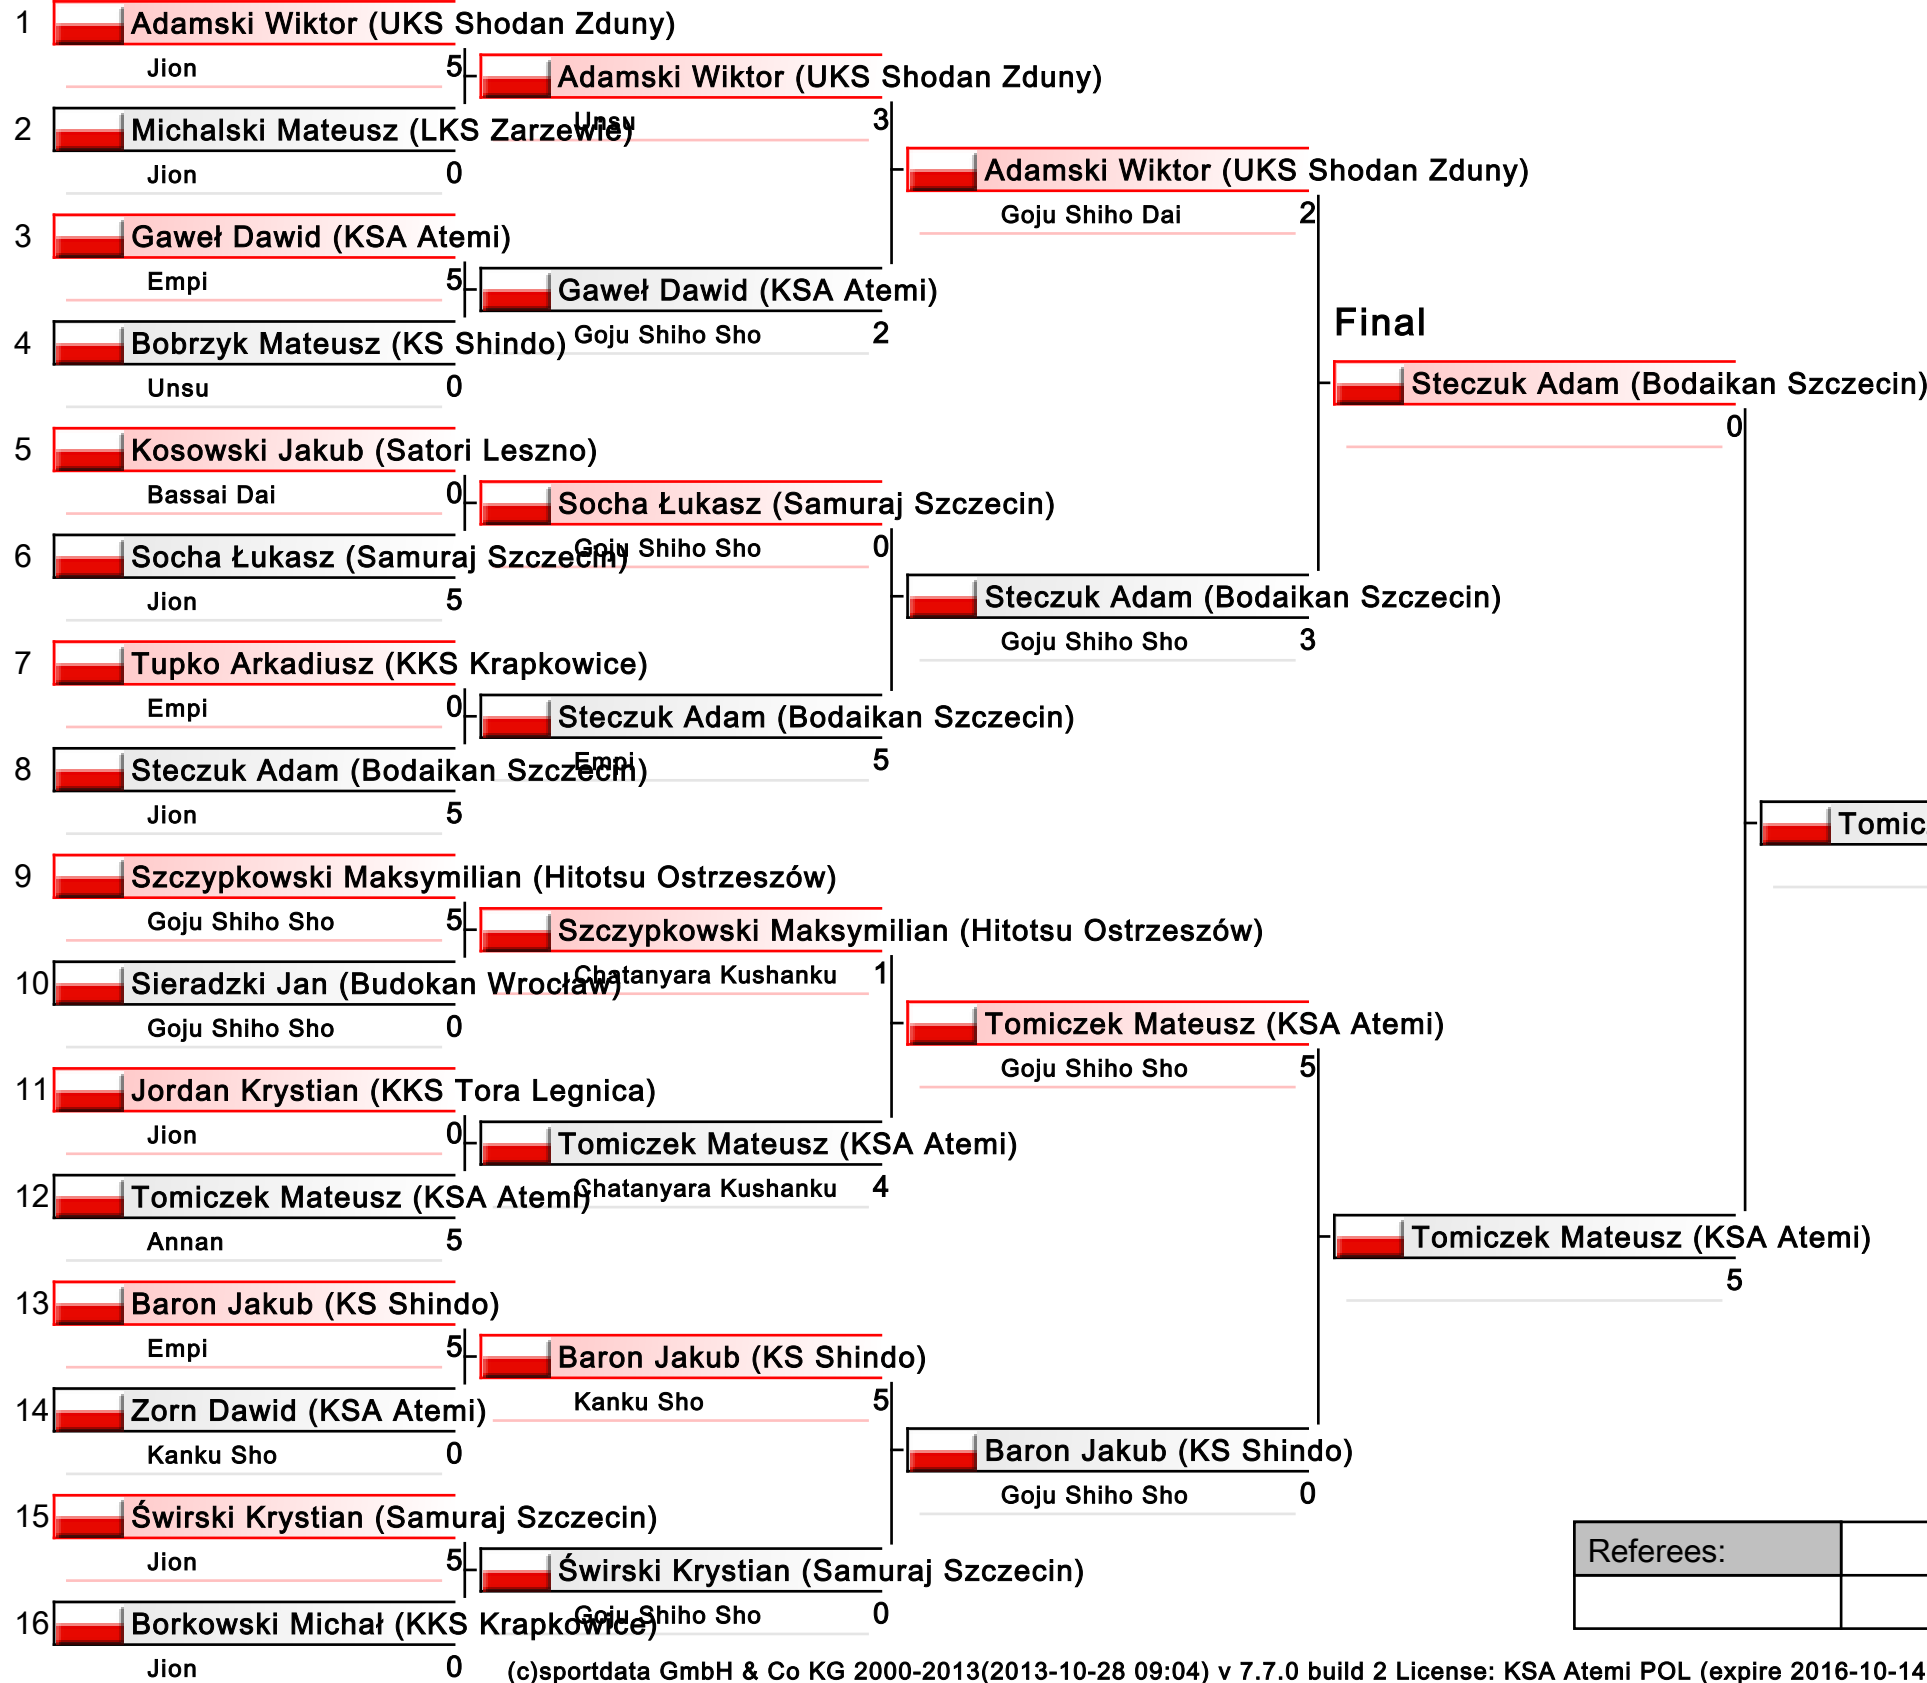 1 Adamski Wiktor (UKS Shodan Zduny)
Jion 5
2 Michalski Mateusz (LKS Zarzewie)
Jion 0
3 Gaweł Dawid (KSA Atemi)
Empi 5
4 Bobrzyk Mateusz (KS Shindo)
Unsu 0
5 Kosowski Jakub (Satori Leszno)
Bassai Dai 0
6 Socha Łukasz (Samuraj Szczecin)
Jion 5
7 Tupko Arkadiusz (KKS Krapkowice)
Empi 0
8 Steczuk Adam (Bodaikan Szczecin)
Jion 5
9 Szczypkowski Maksymilian (Hitotsu Ostrzeszów)
Goju Shiho Sho 5
10 Sieradzki Jan (Budokan Wrocław)
Goju Shiho Sho 0
11 Jordan Krystian (KKS Tora Legnica)
Jion 0
12 Tomiczek Mateusz (KSA Atemi)
Annan 5
13 Baron Jakub (KS Shindo)
Empi 5
14 Zorn Dawid (KSA Atemi)
Kanku Sho 0
15 Świrski Krystian (Samuraj Szczecin)
Jion 5
16 Borkowski Michał (KKS Krapkowice)
Jion 0
Adamski Wiktor (UKS Shodan Zduny)
Unsu 3
Gaweł Dawid (KSA Atemi)
Goju Shiho Sho 2
Socha Łukasz (Samuraj Szczecin)
Goju Shiho Sho 0
Steczuk Adam (Bodaikan Szczecin)
Empi 5
Szczypkowski Maksymilian (Hitotsu Ostrzeszów)
Chatanyara Kushanku 1
Tomiczek Mateusz (KSA Atemi)
Chatanyara Kushanku 4
Baron Jakub (KS Shindo)
Kanku Sho 5
Świrski Krystian (Samuraj Szczecin)
Goju Shiho Sho 0
Adamski Wiktor (UKS Shodan Zduny)
Goju Shiho Dai 2
Steczuk Adam (Bodaikan Szczecin)
Goju Shiho Sho 3
Tomiczek Mateusz (KSA Atemi)
Goju Shiho Sho 5
Baron Jakub (KS Shindo)
Goju Shiho Sho 0
Final
Steczuk Adam (Bodaikan Szczecin)
0
Tomiczek Mateusz (KSA Atemi)
5
Tomic
Referees:
(c)sportdata GmbH & Co KG 2000-2013(2013-10-28 09:04) v 7.7.0 build 2 License: KSA Atemi POL (expire 2016-10-14